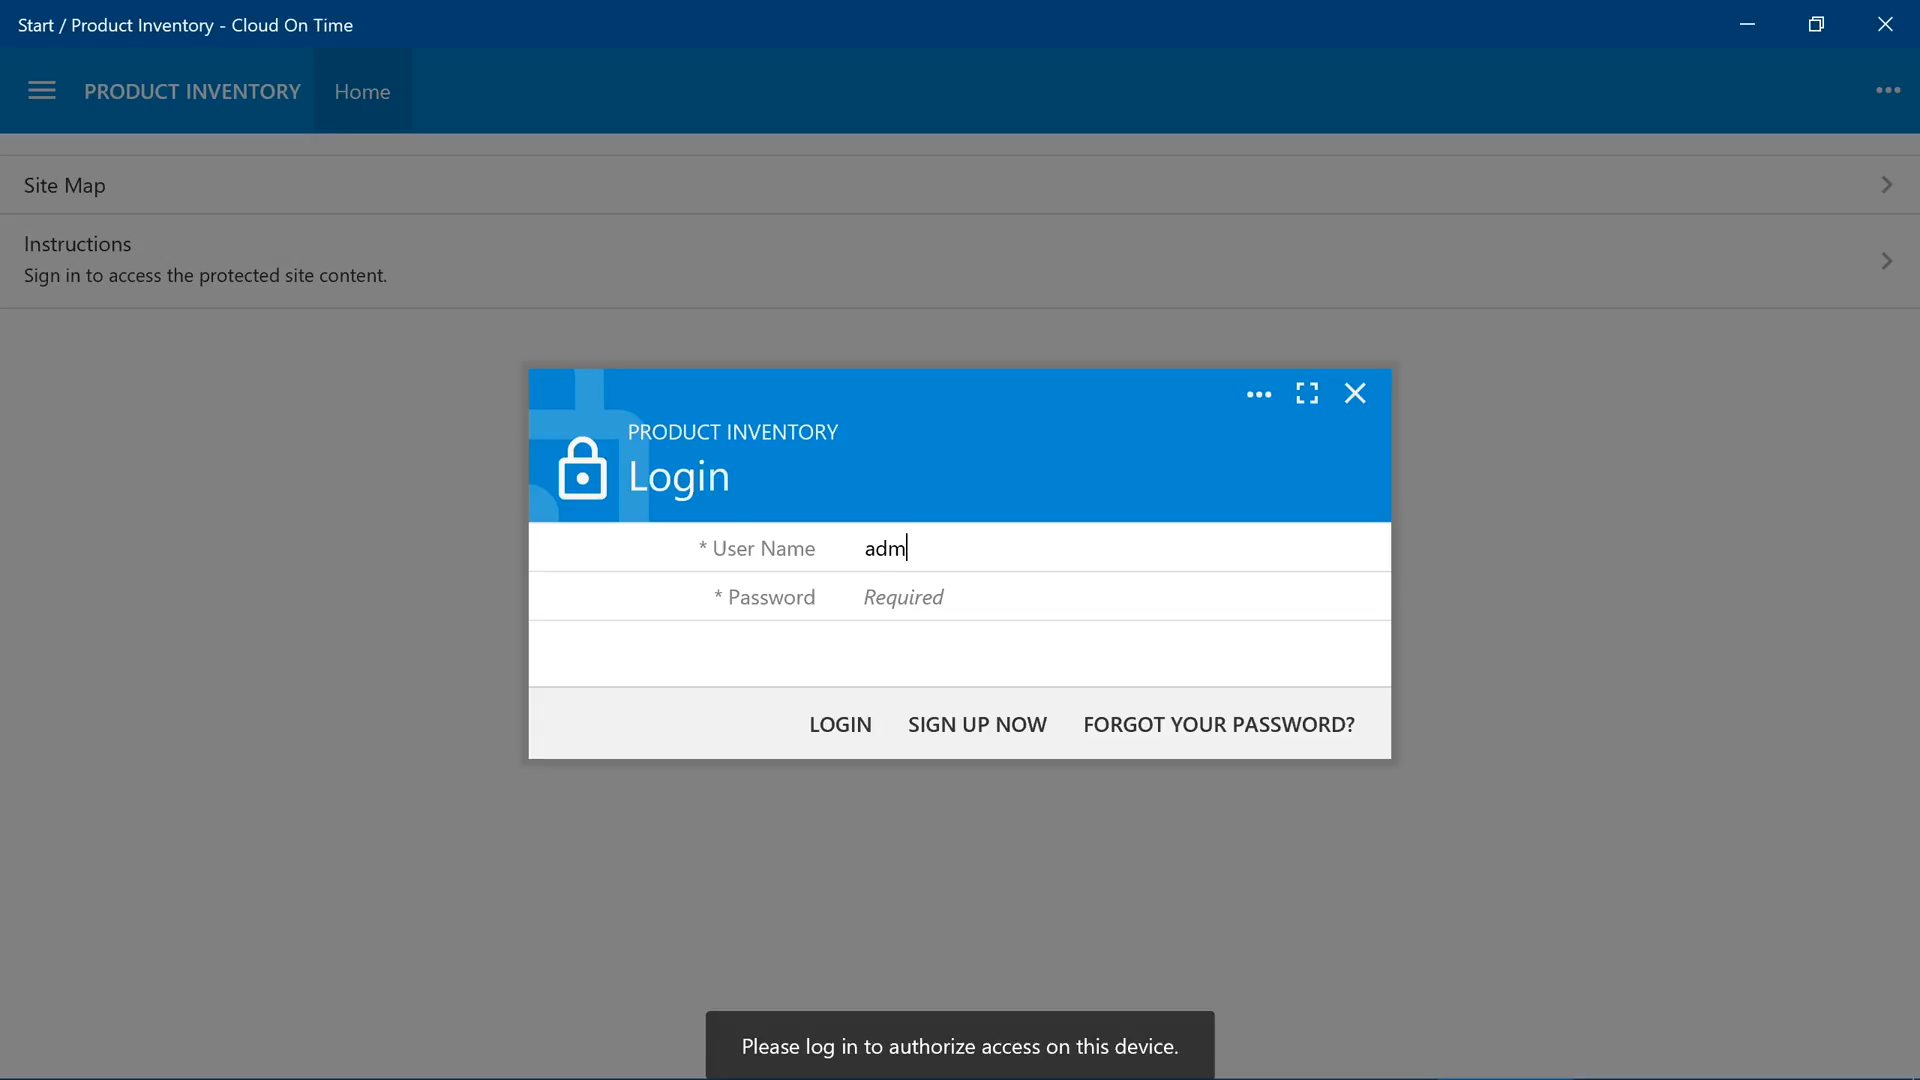 Start / Product Inventory - Cloud On Time
PRODUCT INVENTORY Home
Site Map
Instructions
Sign in to access the protected site content.
PRODUCT INVENTORY
Login
* User Name adm
* Password Required
LOGIN SIGN UP NOW FORGOT YOUR PASSWORD?
Please log in to authorize access on this device.